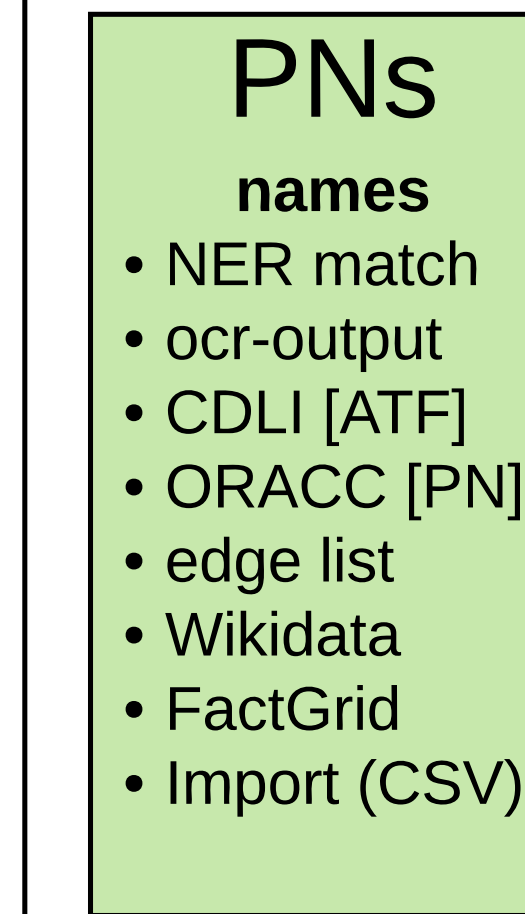 PNs
names
• NER match
• ocr-output
• CDLI [ATF]
• ORACC [PN]
• edge list
• Wikidata
• FactGrid
• Import (CSV)